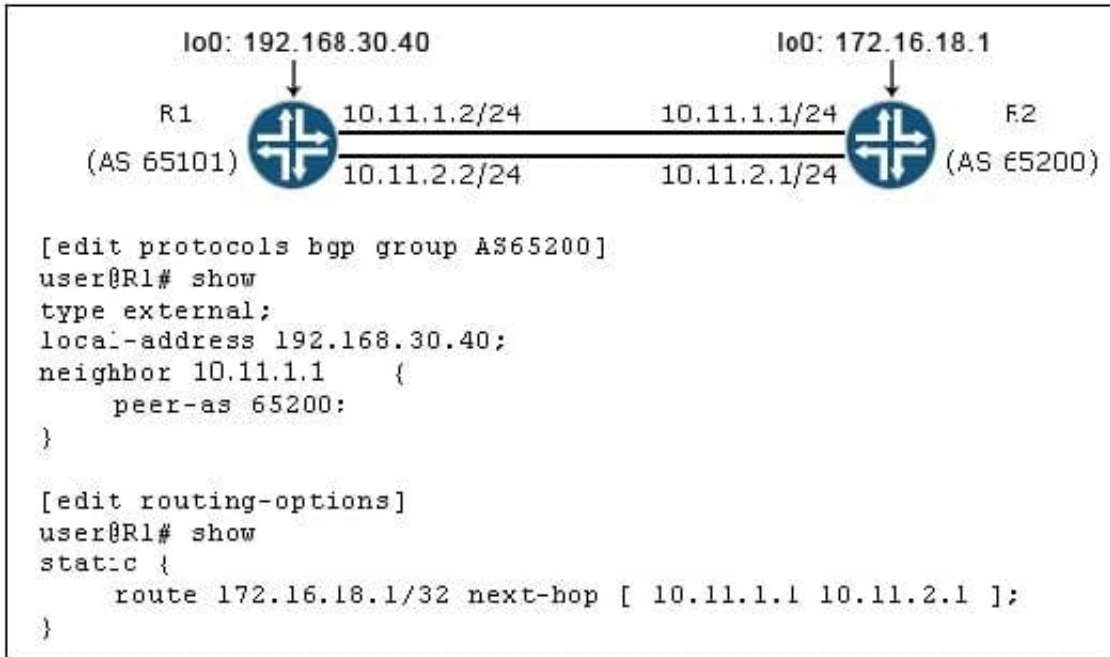 lo0: 192.168.30.40
lo0: 172.16.18.1
R1
10.11.1.2/24
10.11.1.1/24
R2
(AS 65101)
10.11.2.2/24
10.11.2.1/24
(AS 65200)
[edit protocols bgp group AS65200]
user@R1# show
type external;
local-address 192.168.30.40;
neighbor 10.11.1.1 {
peer-as 65200;
}
[edit routing-options]
user@R1# show
static {
route 172.16.18.1/32 next-hop [ 10.11.1.1 10.11.2.1 ];
}